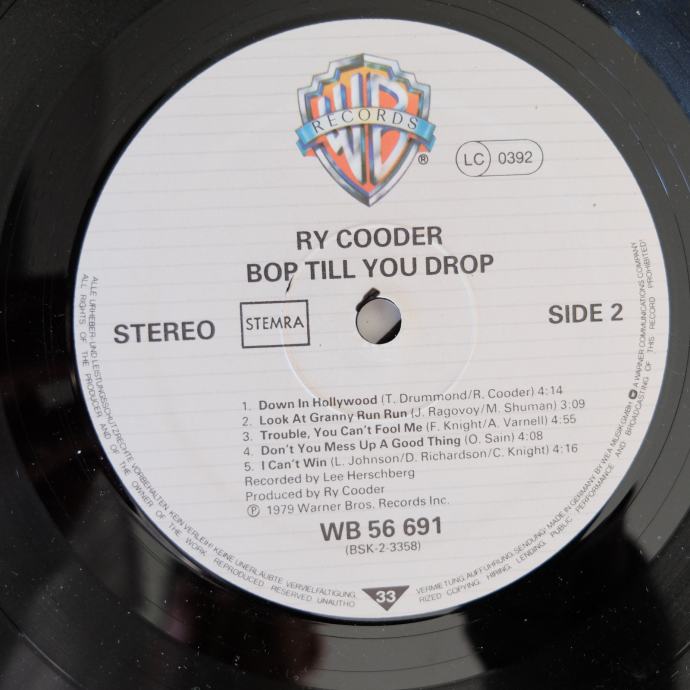 WB
RECORDS
®
LC 0392
RY COODER
BOP TILL YOU DROP
STEREO
STEMRA
SIDE 2
1. Down In Hollywood (T. Drummond/R. Cooder) 4:14
2. Look At Granny Run Run (J. Ragovoy/M. Shuman) 3:09
3. Trouble, You Can't Fool Me (F. Knight/A. Varnell) 4:55
4. Don't You Mess Up A Good Thing (O. Sain) 4:08
5. I Can't Win (L. Johnson/D. Richardson/C. Knight) 4:16
Recorded by Lee Herschberg
Produced by Ry Cooder
℗ 1979 Warner Bros. Records Inc.
WB 56 691
(BSK-2-3358)
33
ALLE URHEBER- UND LEISTUNGSSCHUTZRECHTE VORBEHALTEN KEIN VERLEIH! KEINE UNERLAUBTE VERVIELFÄLTIGUNG,
VERMIETUNG, AUFFÜHRUNG, SENDUNG! MADE IN GERMANY BY WEA MUSIK GMBH A WARNER COMMUNICATIONS COMPANY
ALL RIGHTS OF THE PRODUCER AND OF THE OWNER OF THE WORK REPRODUCED RESERVED. UNAUTHO
RIZED COPYING, HIRING, LENDING, PUBLIC PERFORMANCE AND BROADCASTING OF THIS RECORD PROHIBITED!